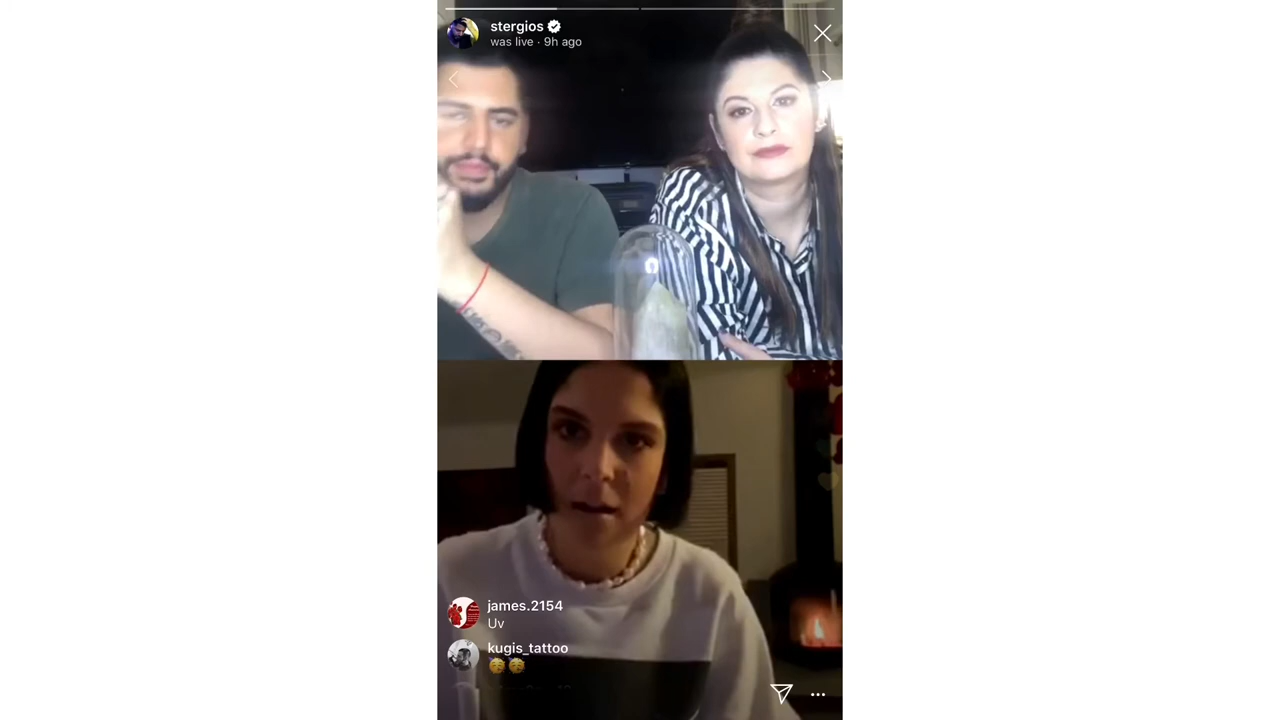 stergios
was live · 9h ago
james.2154
Uv
kugis_tattoo
🥳🥳